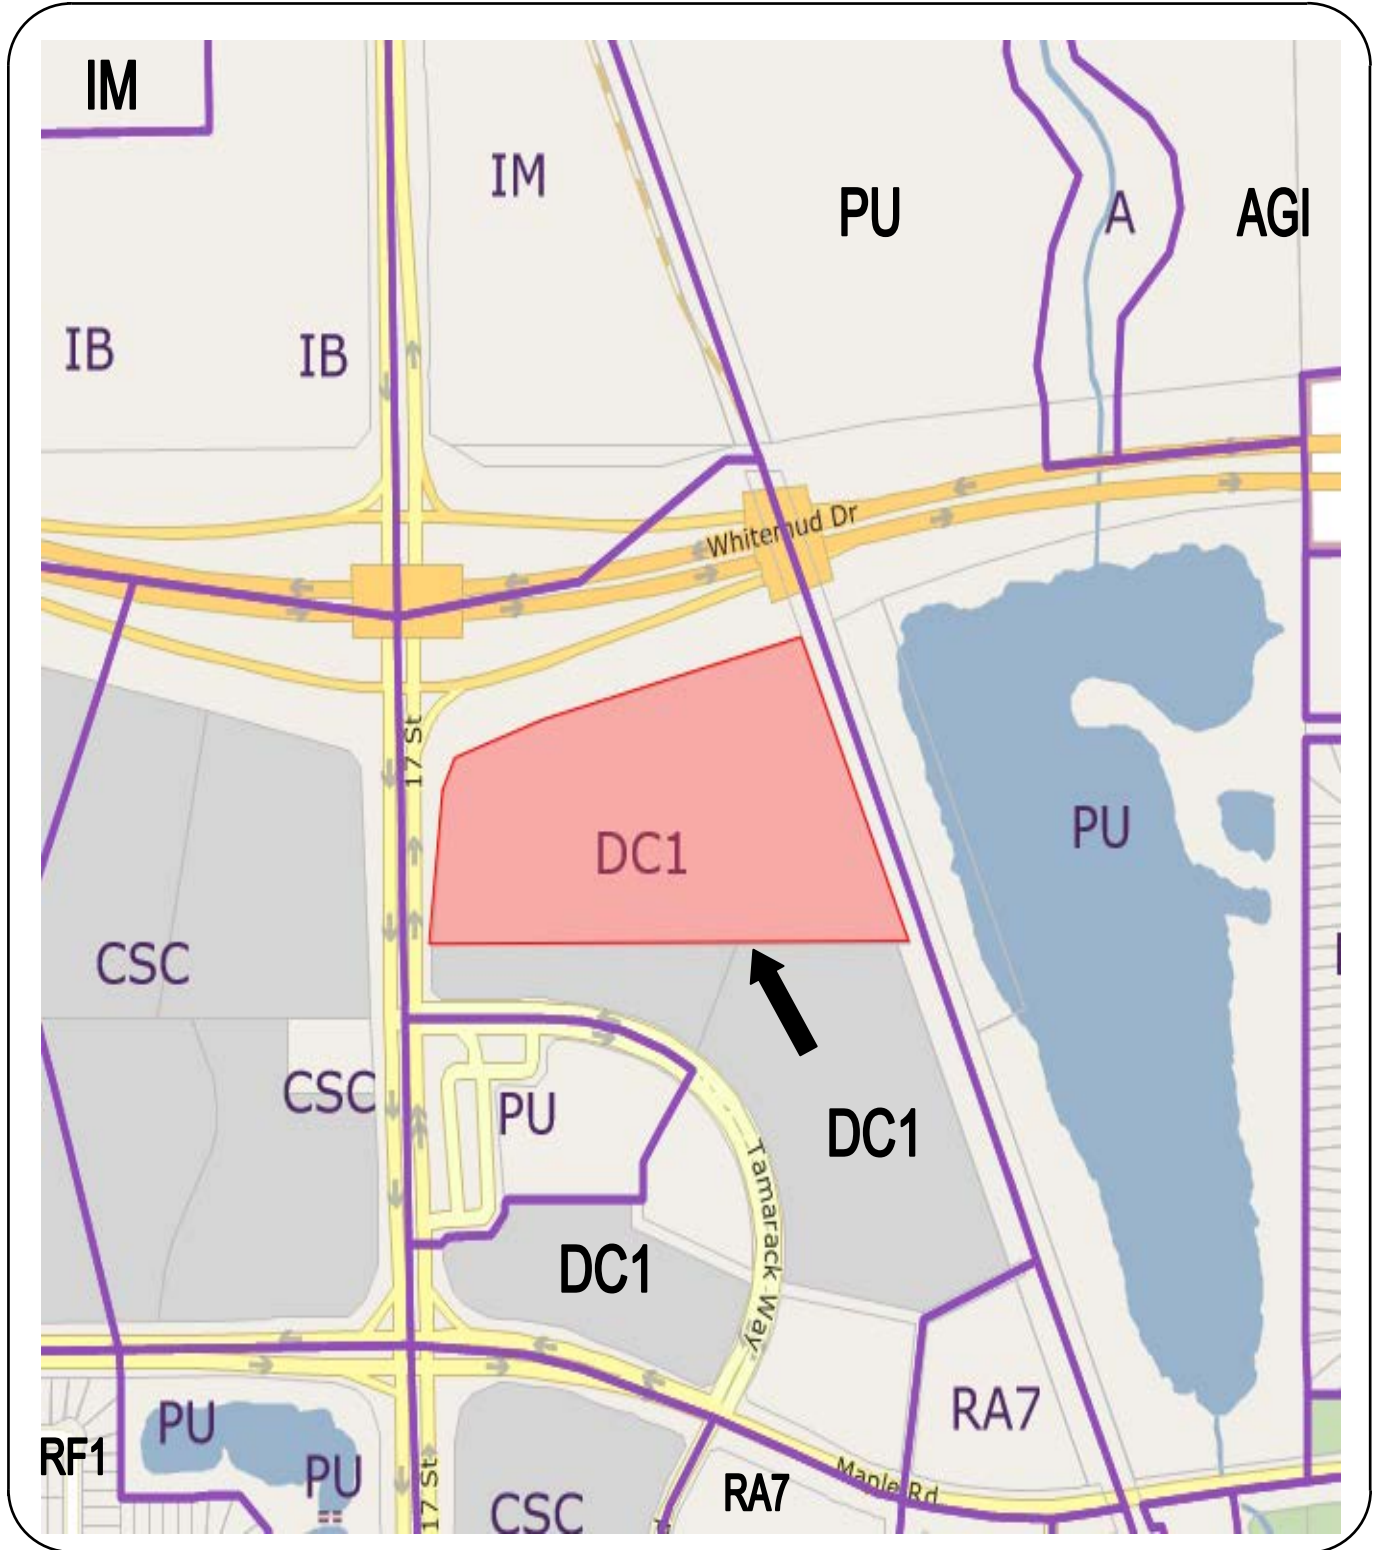 IM
IM
PU
A
AGI
IB
IB
Whitemud Dr
17 St
DC1
PU
CSC
CSC
PU
DC1
Tamarack Way
DC1
RA7
PU
RF1
PU
RA7
Maple Rd
17 St
CSC